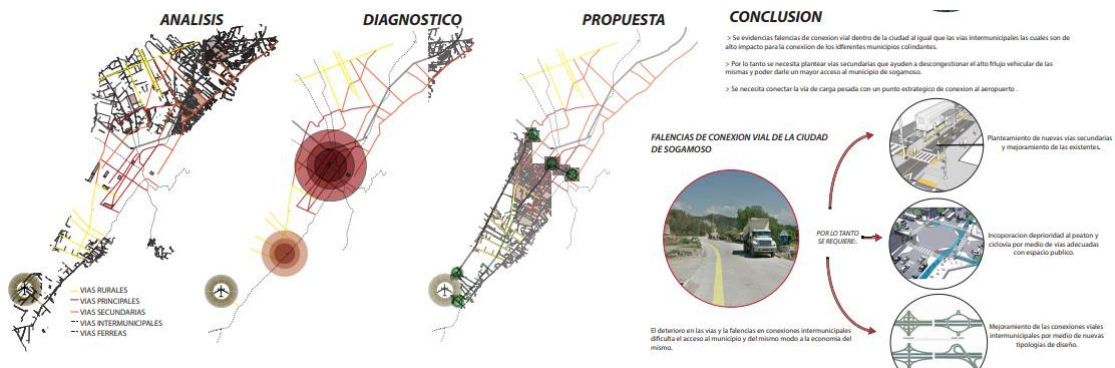 ANALISIS
DIAGNOSTICO
PROPUESTA
CONCLUSION
> Se evidencias falencias de conexion vial dentro de la ciudad al igual que las vias intermunicipales las cuales son de
alto impacto para la conexiion de los idferentes municipios colindantes.
> Por lo tanto se necesita plantear vias secundarias que ayuden a descongestionar el alto frlujo vehicular de las
mismas y poder darle un mayor acceso al municipio de sogamoso.
> Se necesita conectar la via de carga pesada con un punto estrategico de conexion al aeropuerto .
FALENCIAS DE CONEXION VIAL DE LA CIUDAD
DE SOGAMOSO
POR LO TANTO
SE REQUIERE..
Planteamiento de nuevas vias secundarias
y mejoramiento de las existentes.
Incoporacion deprioridad al peaton y
ciclovia por medio de vias adecuadas
con espacio publico.
Mejoramiento de las conexiones viales
intermunicipales por medio de nuevas
tipologias de diseño.
El deterioro en las vias y la falencias en conexiones intermunicipales
dificulta el acceso al municipio y del mismo modo a la economia del
mismo.
VIAS RURALES
VIAS PRINCIPALES
VIAS SECUNDARIAS
VIAS INTERMUNICIPALES
VIAS FERREAS